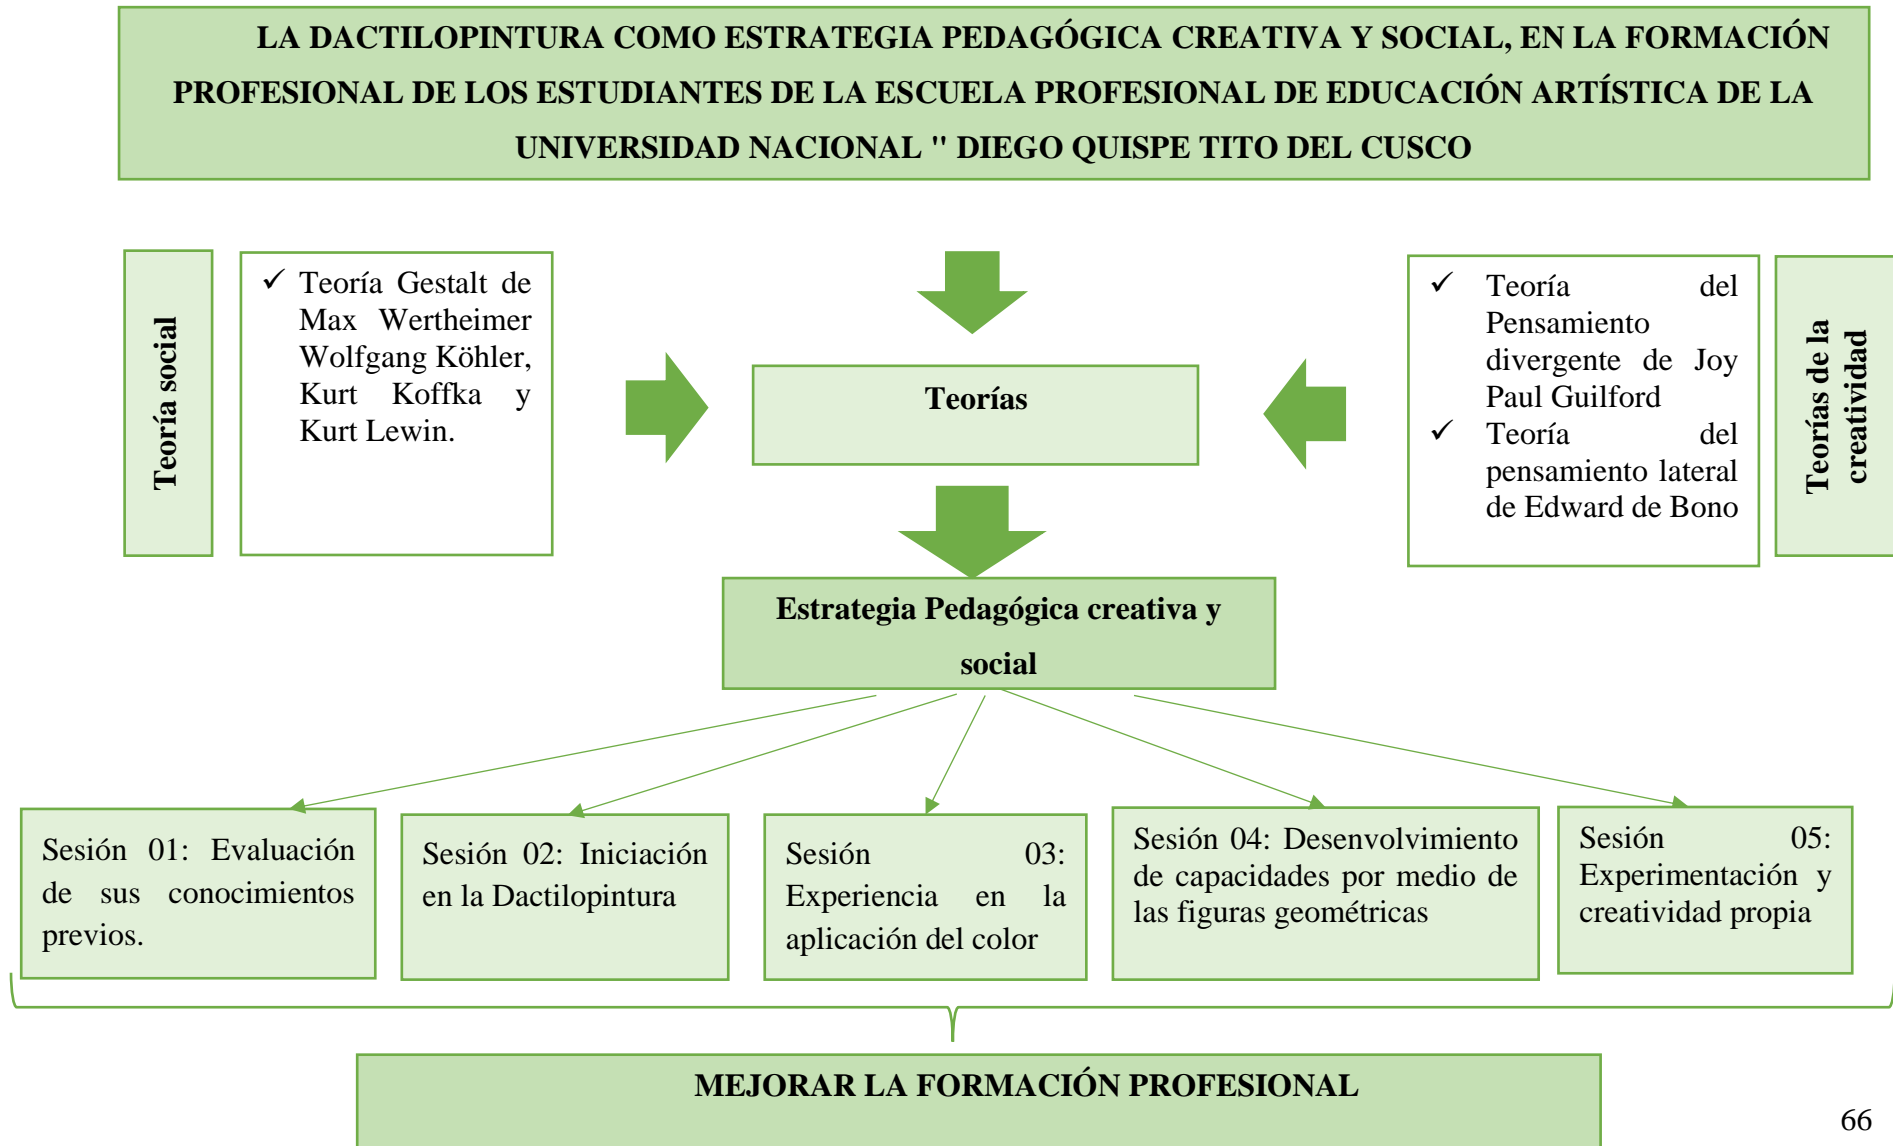 LA DACTILOPINTURA COMO ESTRATEGIA PEDAGÓGICA CREATIVA Y SOCIAL, EN LA FORMACIÓN
PROFESIONAL DE LOS ESTUDIANTES DE LA ESCUELA PROFESIONAL DE EDUCACIÓN ARTÍSTICA DE LA
UNIVERSIDAD NACIONAL " DIEGO QUISPE TITO DEL CUSCO
Teoría social
✓ Teoría Gestalt de
Max Wertheimer
Wolfgang Köhler,
Kurt Koffka y
Kurt Lewin.
Teorías
✓ Teoría del
Pensamiento
divergente de Joy
Paul Guilford
✓ Teoría del
pensamiento lateral
de Edward de Bono
Teorías de la
creatividad
Estrategia Pedagógica creativa y
social
Sesión 01: Evaluación
de sus conocimientos
previos.
Sesión 02: Iniciación
en la Dactilopintura
Sesión 03:
Experiencia en la
aplicación del color
Sesión 04: Desenvolvimiento
de capacidades por medio de
las figuras geométricas
Sesión 05:
Experimentación y
creatividad propia
MEJORAR LA FORMACIÓN PROFESIONAL
66